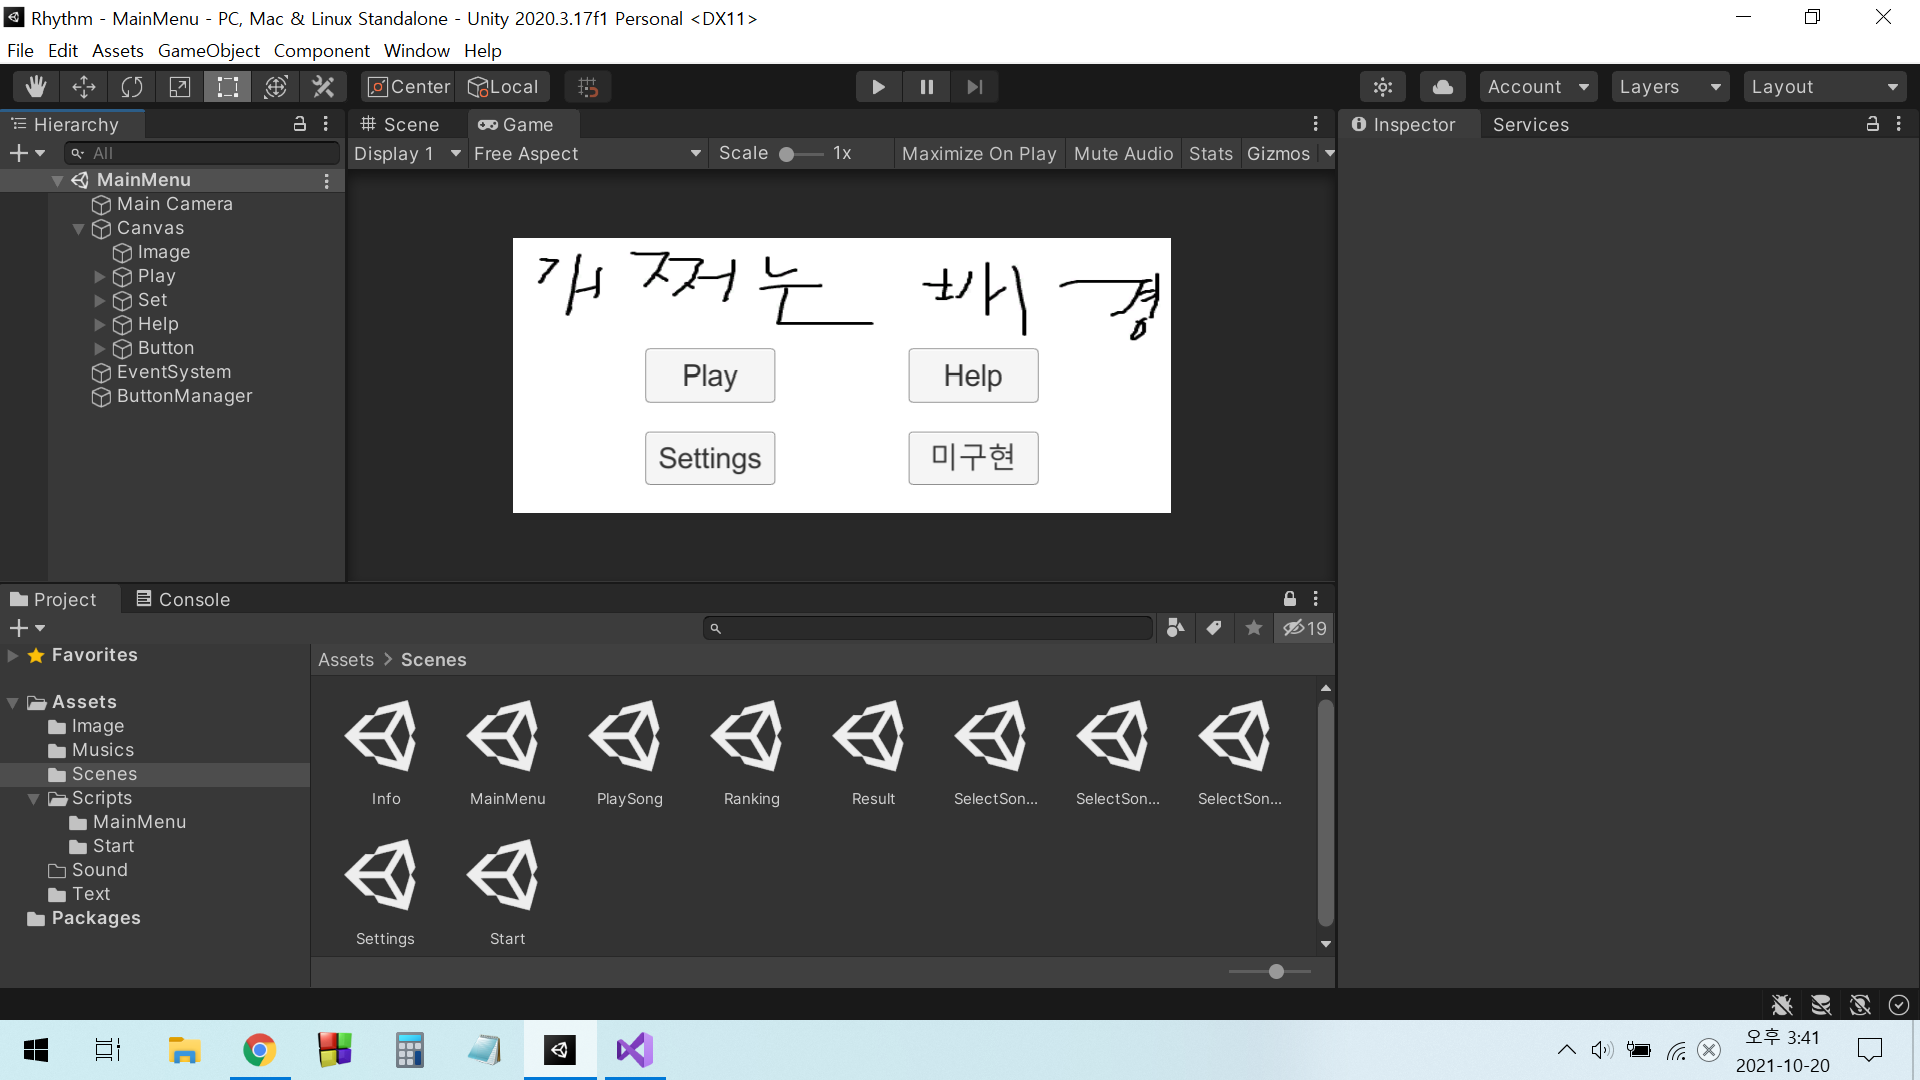 Rhythm - MainMenu - PC, Mac & Linux Standalone - Unity 2020.3.17f1 Personal <DX11>
File Edit Assets GameObject Component Window Help
Center Local Account Layers Layout
Hierarchy
All
MainMenu
Main Camera
Canvas
Image
Play
Set
Help
Button
EventSystem
ButtonManager
Scene Game
Display 1 Free Aspect Scale 1x Maximize On Play Mute Audio Stats Gizmos
개쩌는 배경
Play Help
Settings 미구현
Inspector Services
Project Console
19
Favorites
Assets
Image
Musics
Scenes
Scripts
MainMenu
Start
Sound
Text
Packages
Assets > Scenes
Info MainMenu PlaySong Ranking Result SelectSon... SelectSon... SelectSon...
Settings Start
오후 3:41
2021-10-20